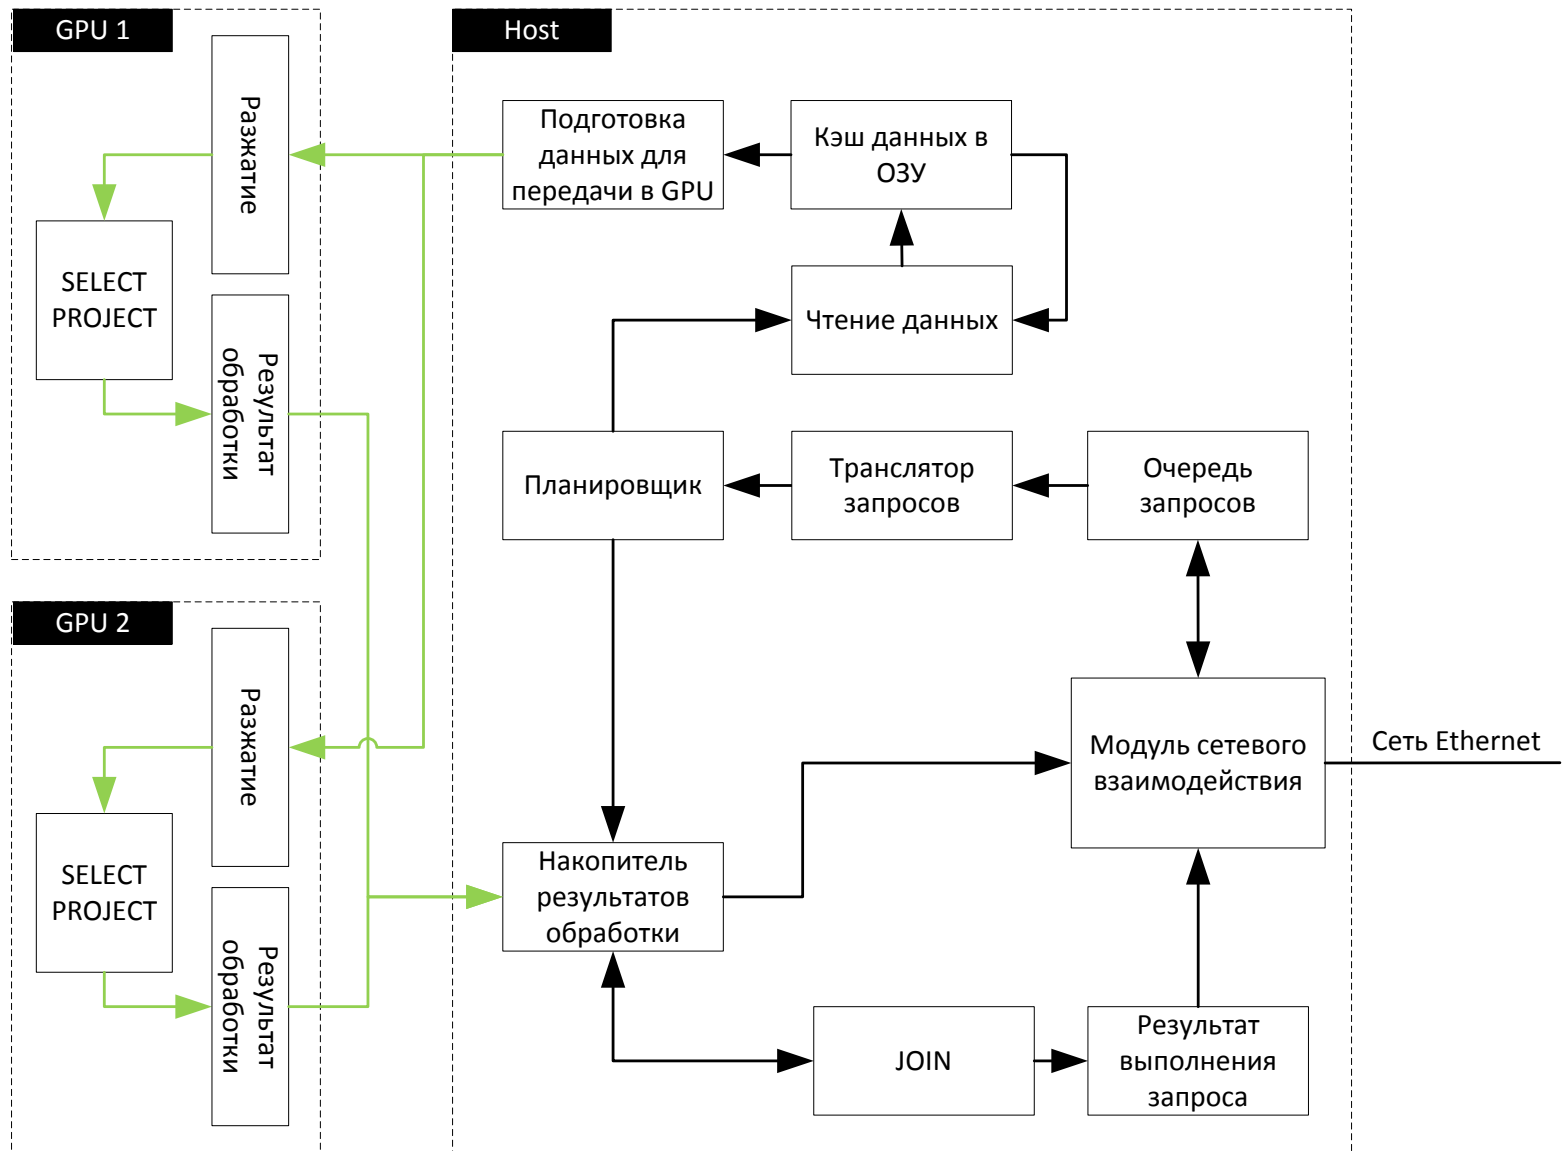 GPU 1
Разжатие
SELECT
PROJECT
Результат
обработки
GPU 2
Разжатие
SELECT
PROJECT
Результат
обработки
Host
Подготовка
данных для
передачи в GPU
Кэш данных в
ОЗУ
Чтение данных
Планировщик
Транслятор
запросов
Очередь
запросов
Модуль сетевого
взаимодействия
Сеть Ethernet
Накопитель
результатов
обработки
JOIN
Результат
выполнения
запроса